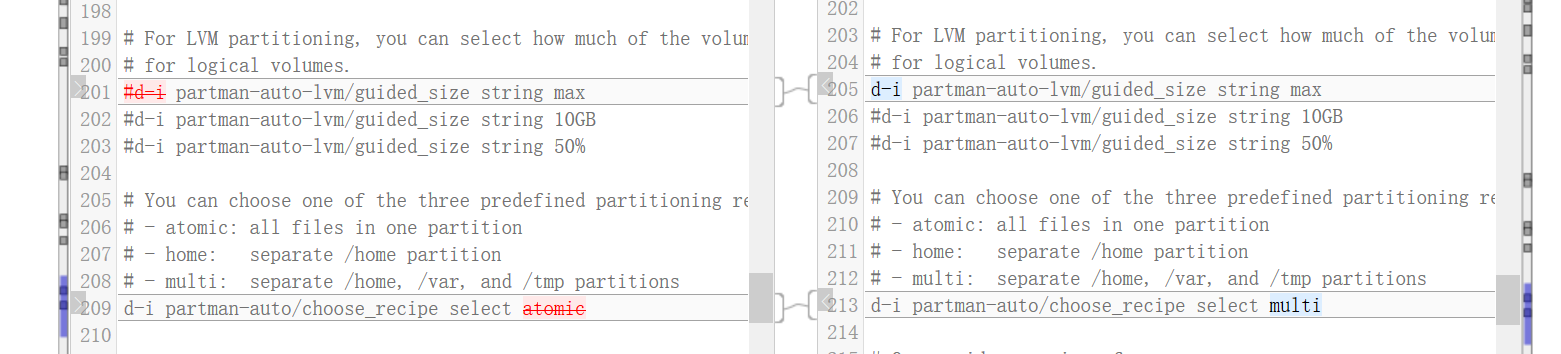 198
199 # For LVM partitioning, you can select how much of the volum
200 # for logical volumes.
201 #d-i partman-auto-lvm/guided_size string max
202 #d-i partman-auto-lvm/guided_size string 10GB
203 #d-i partman-auto-lvm/guided_size string 50%
204
205 # You can choose one of the three predefined partitioning re
206 # - atomic: all files in one partition
207 # - home:   separate /home partition
208 # - multi:  separate /home, /var, and /tmp partitions
209 d-i partman-auto/choose_recipe select atomic
210
202
203 # For LVM partitioning, you can select how much of the volum
204 # for logical volumes.
205 d-i partman-auto-lvm/guided_size string max
206 #d-i partman-auto-lvm/guided_size string 10GB
207 #d-i partman-auto-lvm/guided_size string 50%
208
209 # You can choose one of the three predefined partitioning re
210 # - atomic: all files in one partition
211 # - home:   separate /home partition
212 # - multi:  separate /home, /var, and /tmp partitions
213 d-i partman-auto/choose_recipe select multi
214